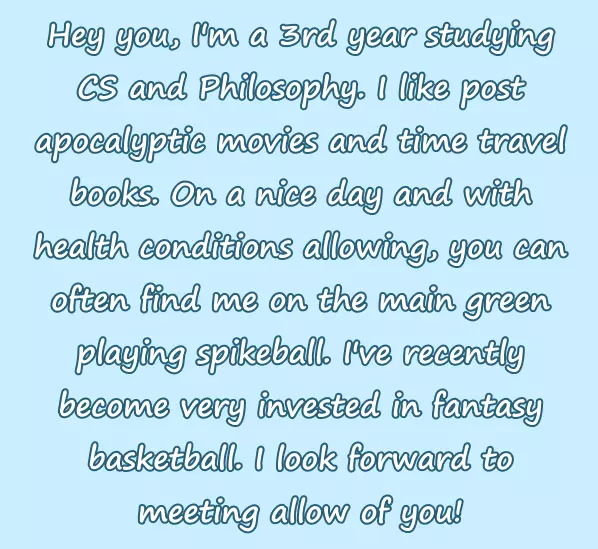 Hey you, I'm a 3rd year studying
CS and Philosophy. I like post
apocalyptic movies and time travel
books. On a nice day and with
health conditions allowing, you can
often find me on the main green
playing spikeball. I've recently
become very invested in fantasy
basketball. I look forward to
meeting allow of you!